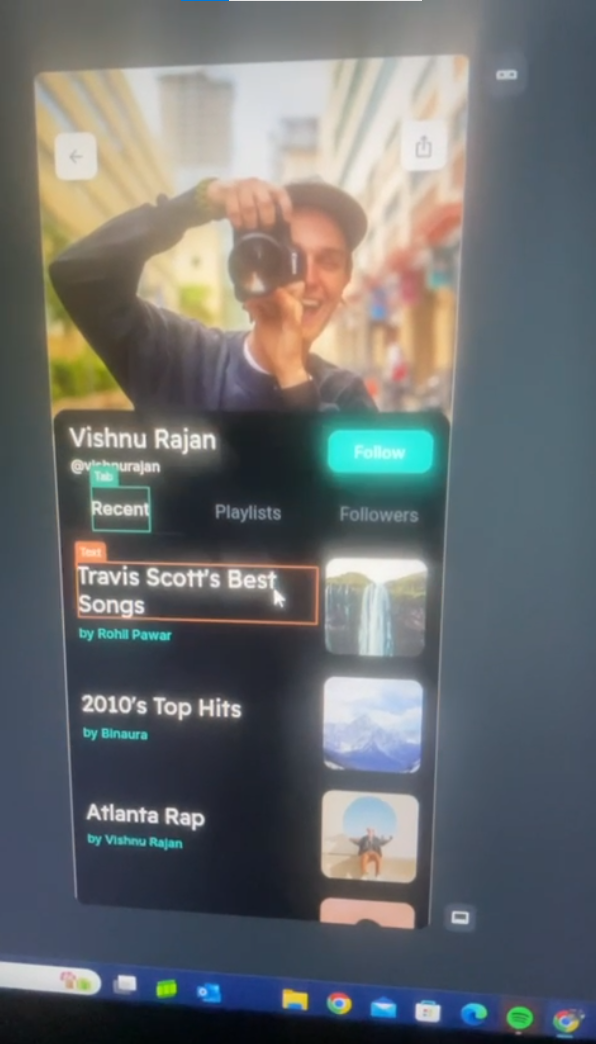 Vishnu Rajan
Follow
@vishnurajan
Tab
Recent
Playlists
Followers
Text
Travis Scott's Best
Songs
by Rohil Pawar
2010's Top Hits
by Binaura
Atlanta Rap
by Vishnu Rajan